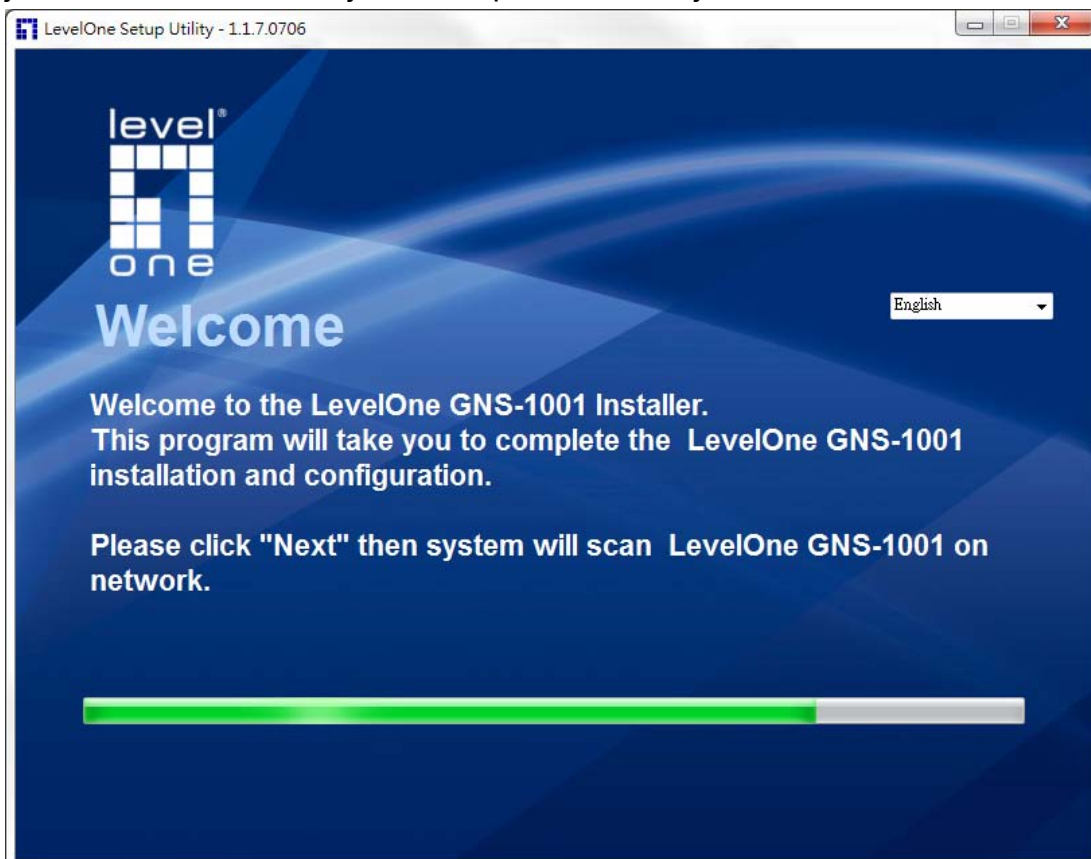 LevelOne Setup Utility - 1.1.7.0706
level®
one
Welcome
English
Welcome to the LevelOne GNS-1001 Installer.
This program will take you to complete the LevelOne GNS-1001
installation and configuration.
Please click "Next" then system will scan LevelOne GNS-1001 on
network.